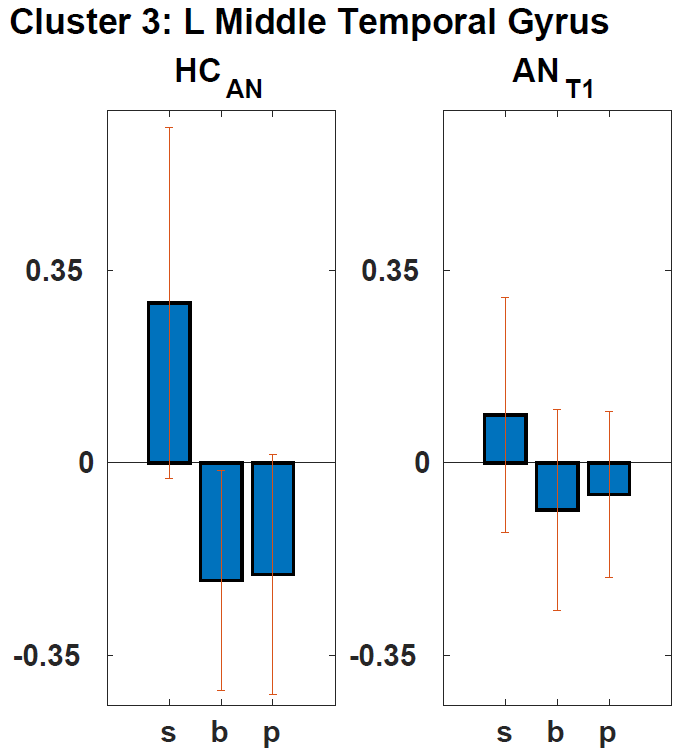 Cluster 3: L Middle Temporal Gyrus
HC AN
0.35
0
-0.35
s b p
AN T1
0.35
0
-0.35
s b p